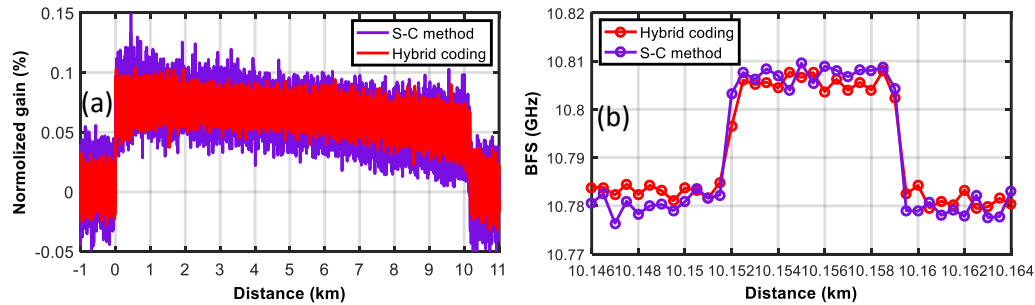 0.15
0.1
0.05
0
-0.05
Normolized gain (%)
(a)
S-C method
Hybrid coding
-1 0 1 2 3 4 5 6 7 8 9 10 11
Distance (km)
10.82
10.81
10.8
10.79
10.78
10.77
BFS (GHz)
(b)
Hybrid coding
S-C method
10.146 10.148 10.15 10.152 10.154 10.156 10.158 10.16 10.162 10.164
Distance (km)